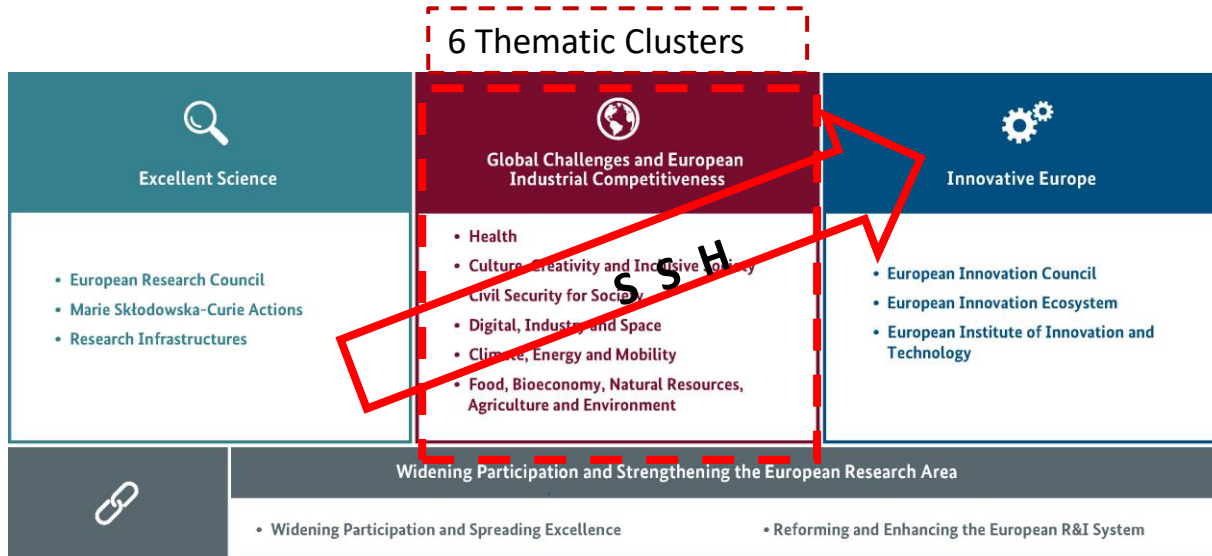 6 Thematic Clusters
Excellent Science
• European Research Council
• Marie Skłodowska-Curie Actions
• Research Infrastructures
Global Challenges and European
Industrial Competitiveness
• Health
• Culture, Creativity and Inclusive Society
Civil Security for Society
• Digital, Industry and Space
• Climate, Energy and Mobility
• Food, Bioeconomy, Natural Resources,
Agriculture and Environment
S S H
Innovative Europe
• European Innovation Council
• European Innovation Ecosystem
• European Institute of Innovation and
Technology
Widening Participation and Strengthening the European Research Area
• Widening Participation and Spreading Excellence
• Reforming and Enhancing the European R&I System